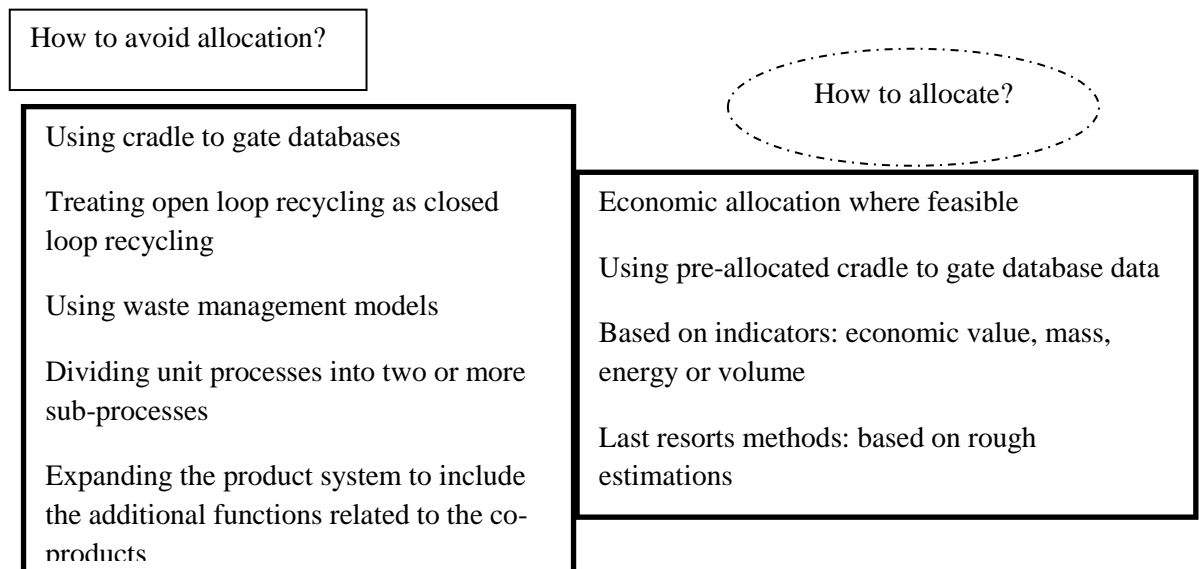 How to avoid allocation?
How to allocate?
Using cradle to gate databases
Treating open loop recycling as closed
loop recycling
Using waste management models
Dividing unit processes into two or more
sub-processes
Expanding the product system to include
the additional functions related to the co-
products
Economic allocation where feasible
Using pre-allocated cradle to gate database data
Based on indicators: economic value, mass,
energy or volume
Last resorts methods: based on rough
estimations